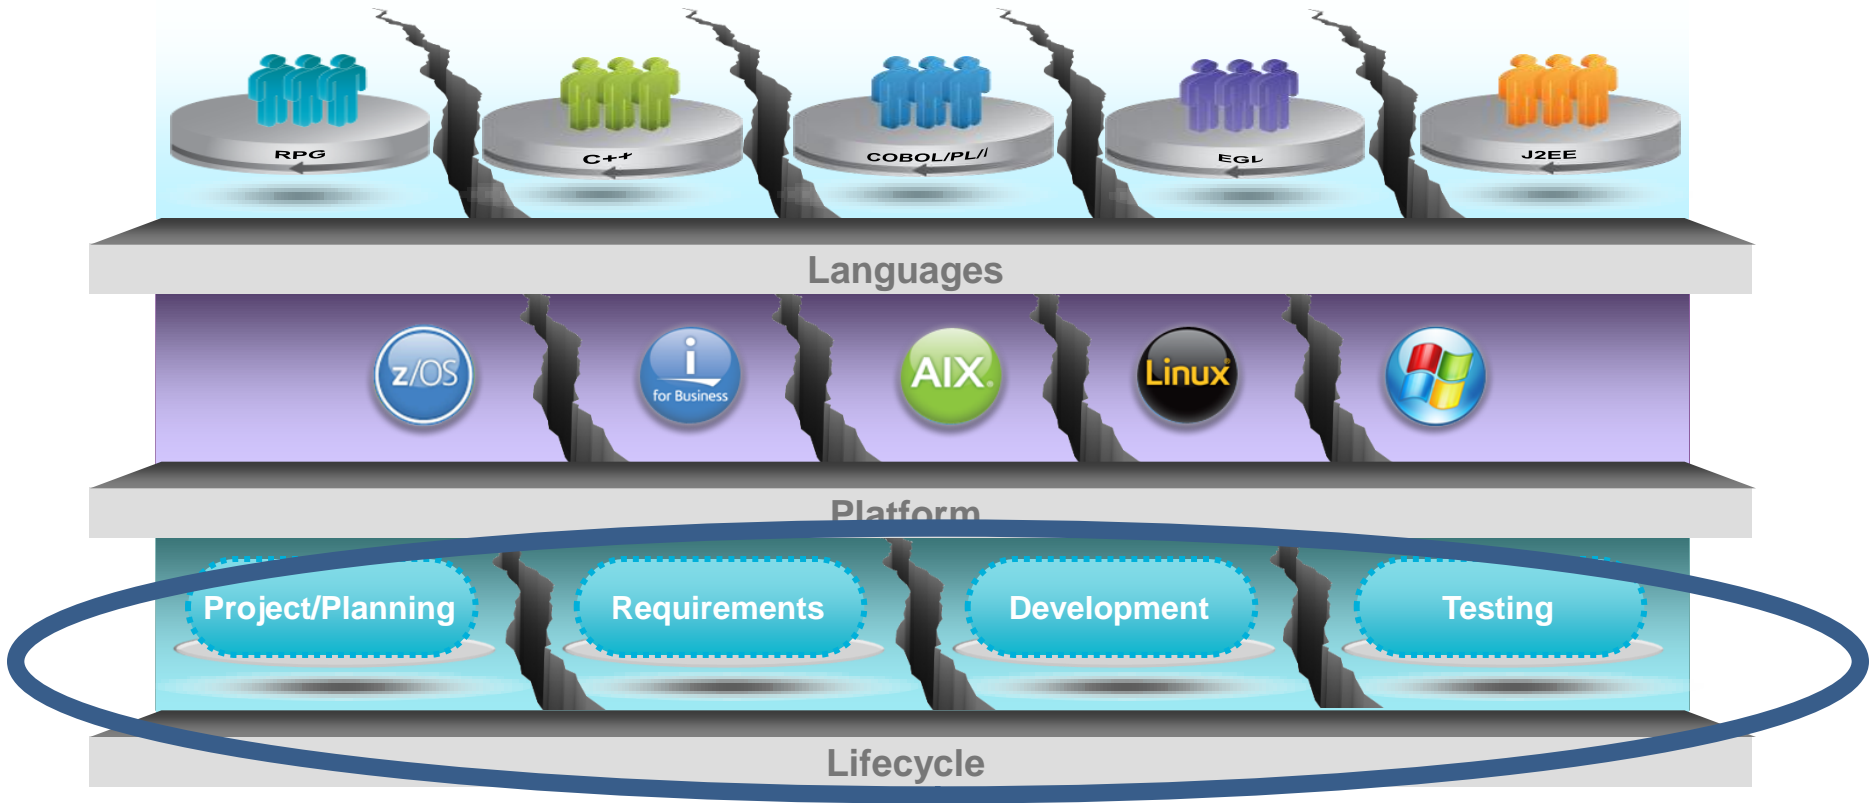 RPG
C++
COBOL/PL/I
EGL
J2EE
Languages
z/OS
i
for Business
AIX.
Linux
Platform
Project/Planning
Requirements
Development
Testing
Lifecycle